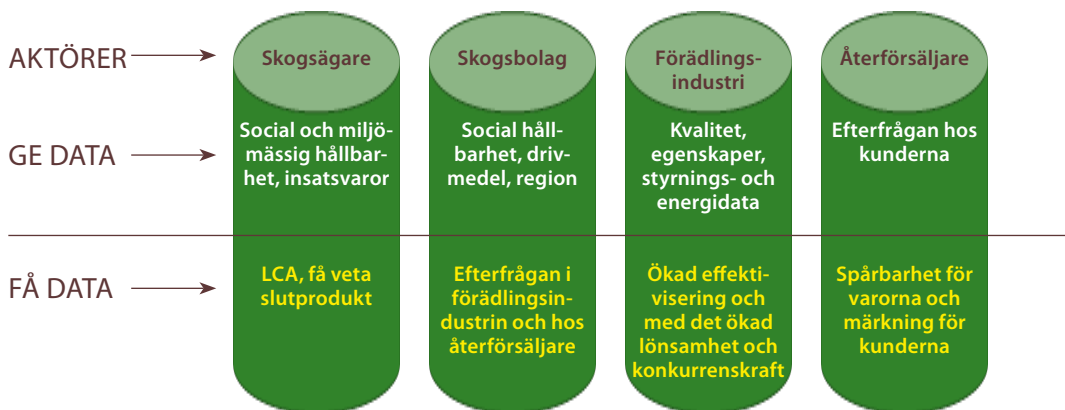 AKTÖRER
Skogsägare
Skogsbolag
Förädlings-
industri
Återförsäljare
GE DATA
Social och miljö-
mässig hållbar-
het, insatsvaror
Social håll-
barhet, driv-
medel, region
Kvalitet,
egenskaper,
styrnings- och
energidata
Efterfrågan hos
kunderna
FÅ DATA
LCA, få veta
slutprodukt
Efterfrågan i
förädlingsin-
dustrin och hos
återförsäljare
Ökad effekti-
visering och
med det ökad
lönsamhet och
konkurrenskraft
Spårbarhet för
varorna och
märkning för
kunderna